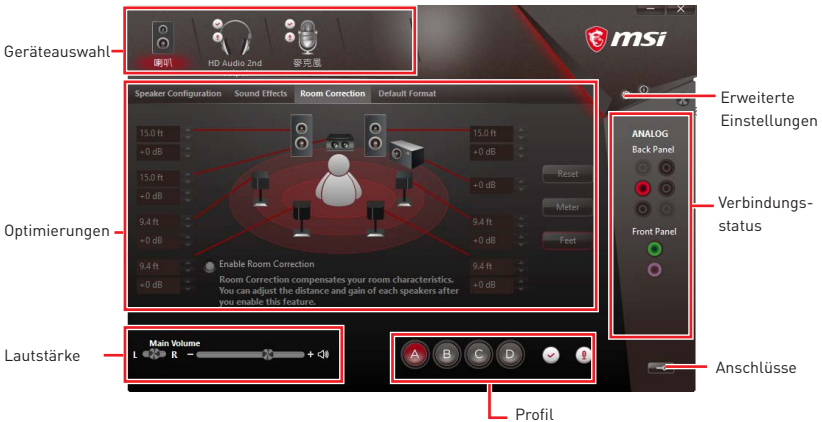 Geräteauswahl
msi
喇叭
HD Audio 2nd
麥克風
Speaker Configuration
Sound Effects
Room Correction
Default Format
Erweiterte
Einstellungen
15.0 ft
+0 dB
15.0 ft
+0 dB
9.4 ft
+0 dB
9.4 ft
+0 dB
15.0 ft
+0 dB
+0 dB
9.4 ft
+0 dB
9.4 ft
+0 dB
Reset
Meter
Feet
ANALOG
Back Panel
Front Panel
Verbindungs-
status
Optimierungen
Enable Room Correction
Room Correction compensates your room characteristics.
You can adjust the distance and gain of each speakers after
you enable this feature.
Lautstärke
Main Volume
L
R
A
B
C
D
Anschlüsse
Profil